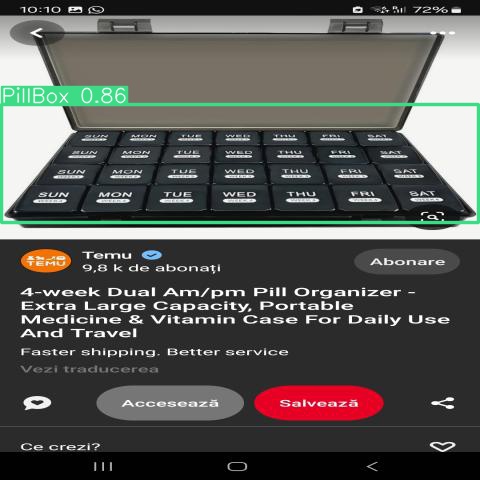 10:10
72%
PillBox 0.86
SUN MON TUE WED THU FRI SAT
SUN MON TUE WED THU FRI SAT
SUN MON TUE WED THU FRI SAT
SUN MON TUE WED THU FRI SAT
TEMU
Temu
9,8 k de abonați
Abonare
4-week Dual Am/pm Pill Organizer -
Extra Large Capacity, Portable
Medicine & Vitamin Case For Daily Use
And Travel
Faster shipping. Better service
Vezi traducerea
Accesează
Salvează
Ce crezi?